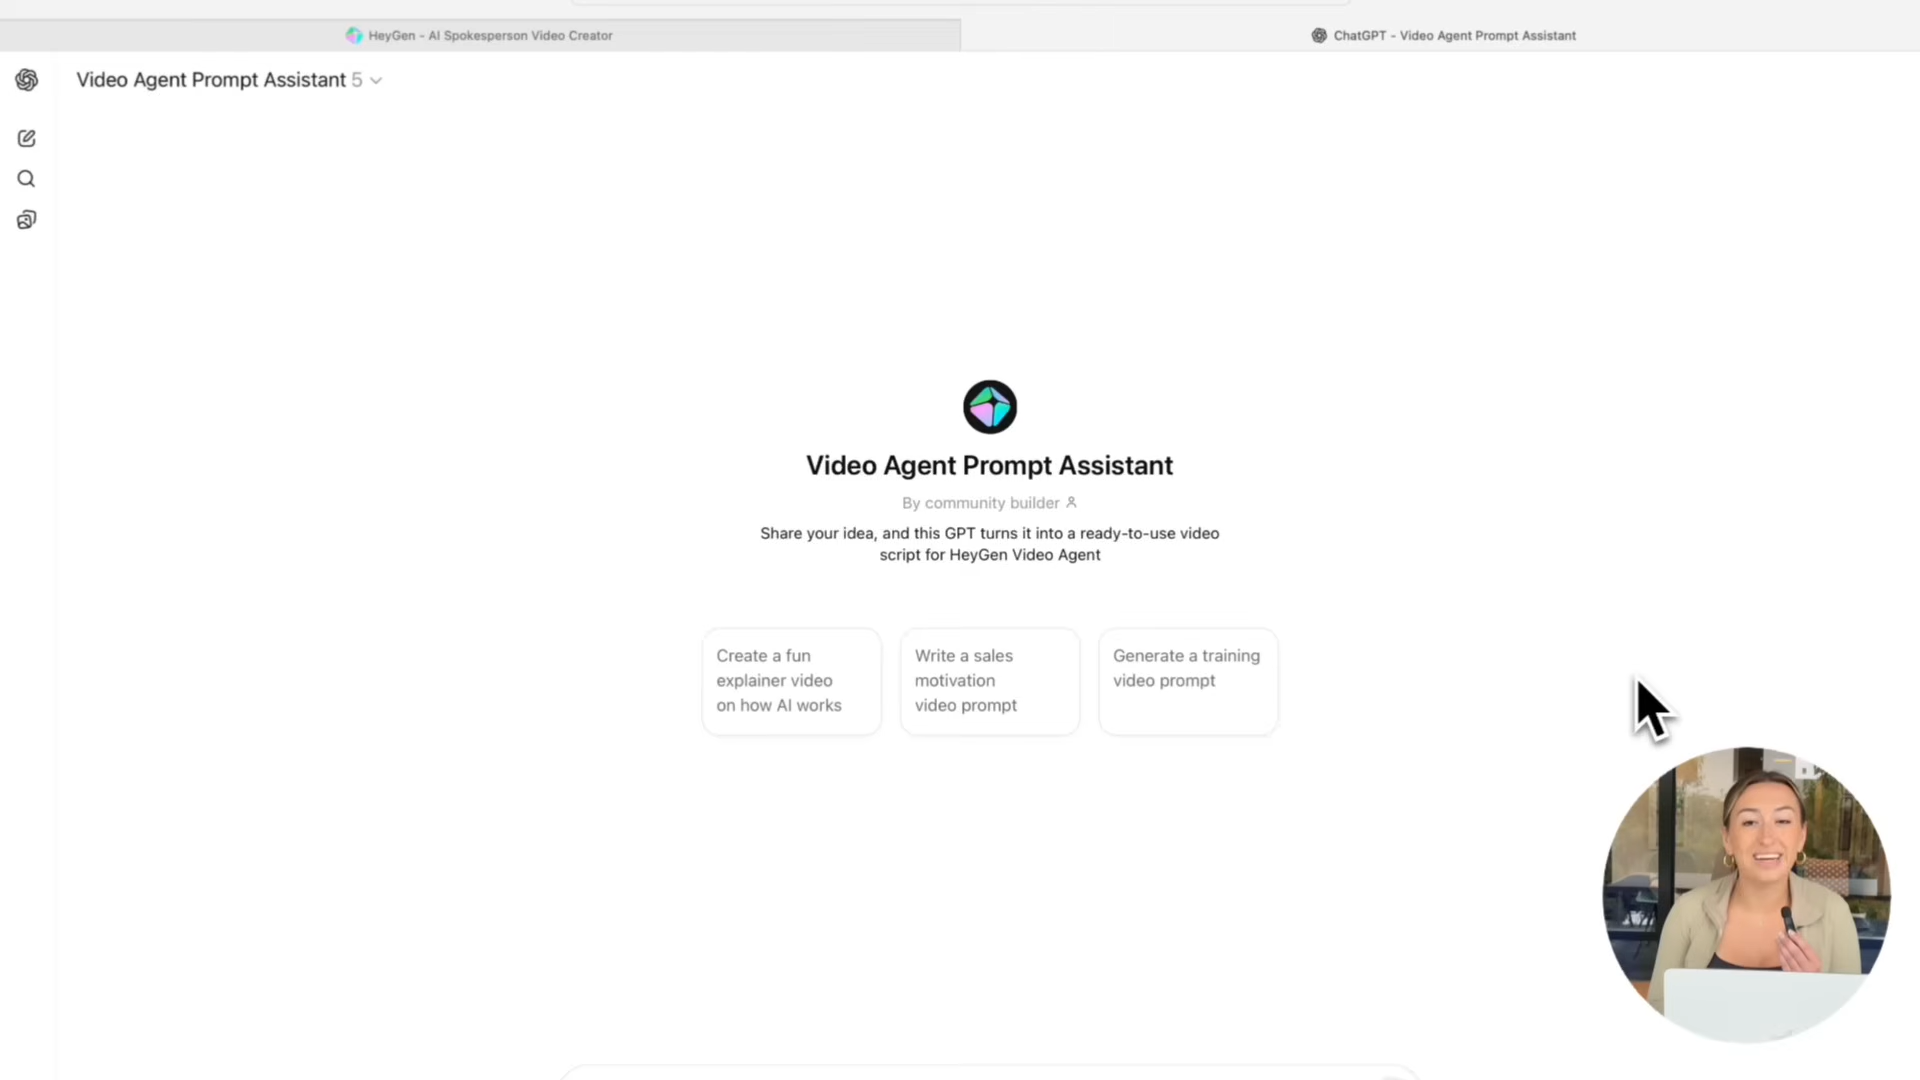 HeyGen - AI Spokesperson Video Creator
ChatGPT - Video Agent Prompt Assistant
Video Agent Prompt Assistant 5
Video Agent Prompt Assistant
By community builder
Share your idea, and this GPT turns it into a ready-to-use video
script for HeyGen Video Agent
Create a fun
explainer video
on how AI works
Write a sales
motivation
video prompt
Generate a training
video prompt